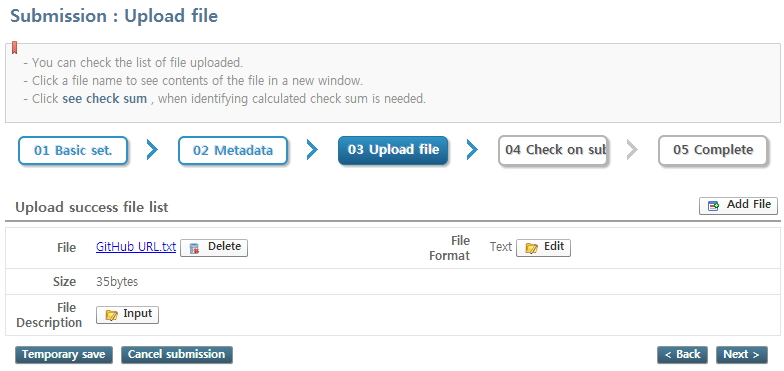 Submission : Upload file
- You can check the list of file uploaded.
- Click a file name to see contents of the file in a new window.
- Click see check sum , when identifying calculated check sum is needed.
01 Basic set.
02 Metadata
03 Upload file
04 Check on sub
05 Complete
Upload success file list
Add File
File
GitHub URL.txt
Delete
File
Format
Text
Edit
Size
35bytes
File
Description
Input
Temporary save
Cancel submission
< Back
Next >